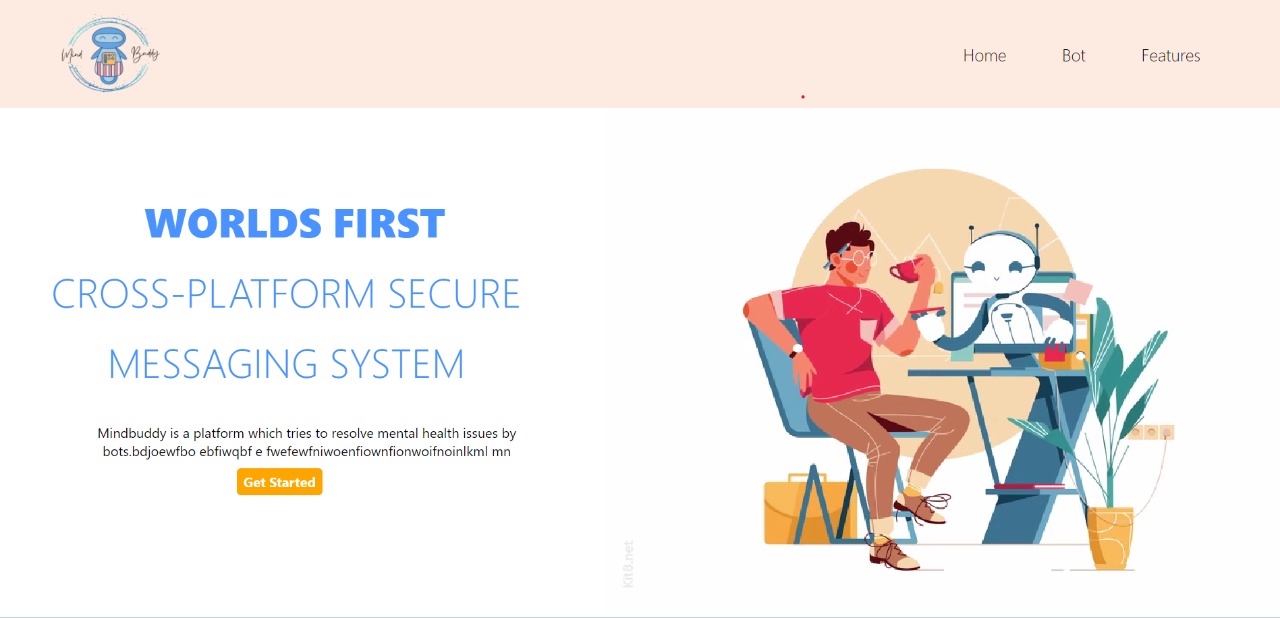 Mind Buddy
Home Bot Features
WORLDS FIRST
CROSS-PLATFORM SECURE
MESSAGING SYSTEM
Mindbuddy is a platform which tries to resolve mental health issues by
bots.bdjoewfbo ebfiwqbf e fwefewfniwoenfiownfionwoifnoinlkml mn
Get Started
Kit8.net